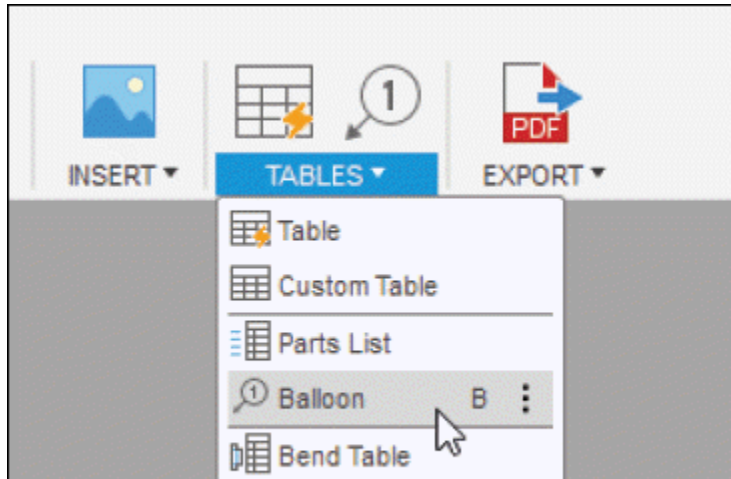 1
PDF
INSERT TABLES EXPORT
Table
Custom Table
Parts List
1 Balloon B
Bend Table